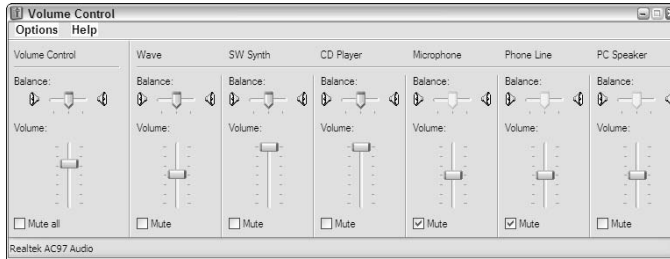 Volume Control
Options Help
Volume Control Wave SW Synth CD Player Microphone Phone Line PC Speaker
Balance: Balance: Balance: Balance: Balance: Balance: Balance:
Volume: Volume: Volume: Volume: Volume: Volume: Volume:
Mute all Mute Mute Mute Mute Mute Mute
Realtek AC97 Audio